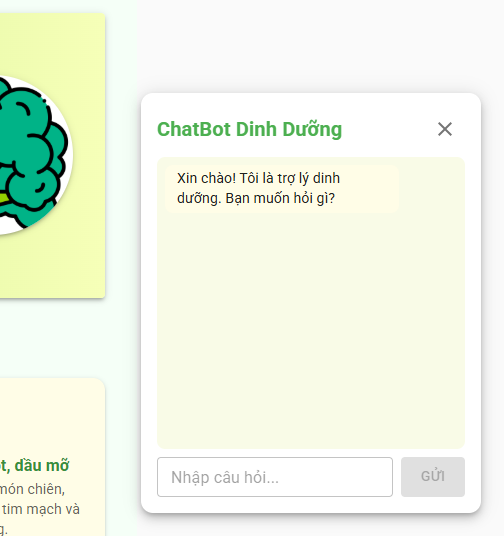 ChatBot Dinh Dưỡng
Xin chào! Tôi là trợ lý dinh
dưỡng. Bạn muốn hỏi gì?
t, dầu mỡ
món chiên,
tim mạch và
Nhập câu hỏi...
GỬI